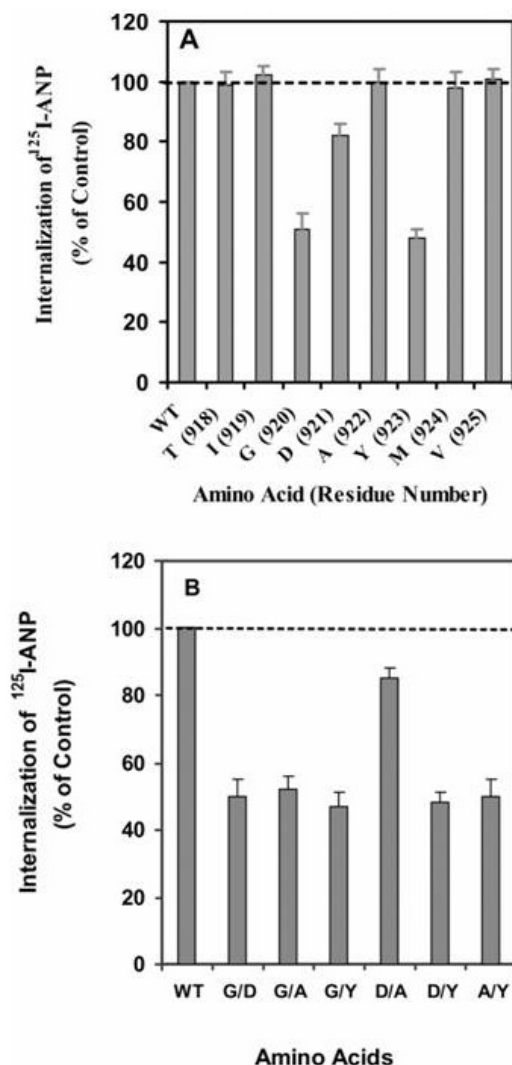 A
Internalization of ¹²⁵I-ANP
(% of Control)
120
100
80
60
40
20
0
WT
T (918)
I (919)
G (920)
D (921)
A (922)
Y (923)
M (924)
V (925)
Amino Acid (Residue Number)
B
Internalization of ¹²⁵I-ANP
(% of Control)
120
100
80
60
40
20
0
WT G/D G/A G/Y D/A D/Y A/Y
Amino Acids